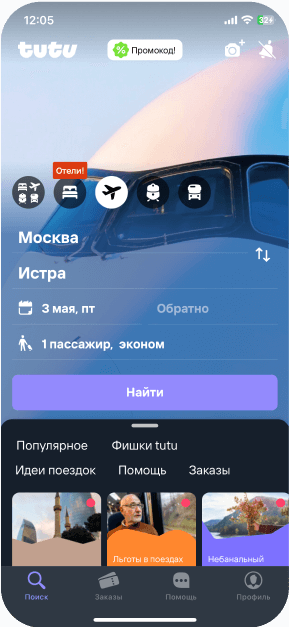 12:05
32
tutu
% Промокод!
Отели!
Москва
Истра
3 мая, пт
Обратно
1 пассажир, эконом
Найти
Популярное
Фишки tutu
Идеи поездок
Помощь
Заказы
Льготы в поездах
Небанальный
Поиск
Заказы
Помощь
Профиль